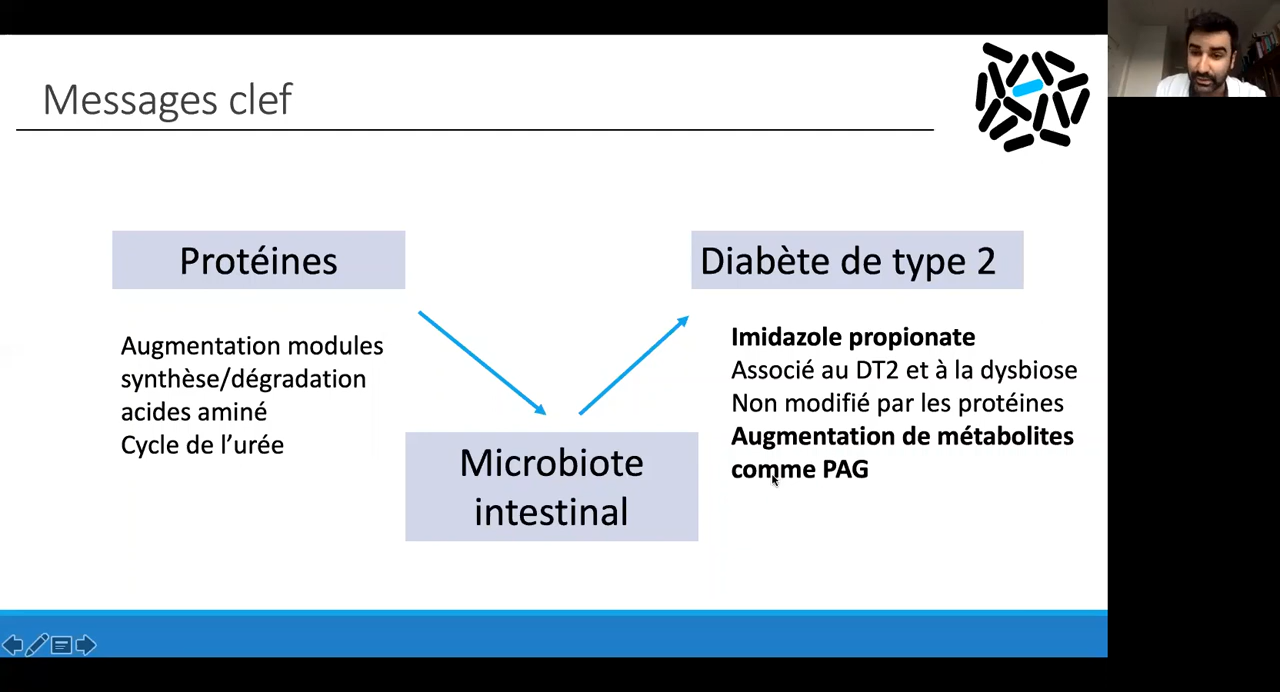 Messages clef
Protéines
Augmentation modules
synthèse/dégradation
acides aminé
Cycle de l’urée
Microbiote
intestinal
Diabète de type 2
Imidazole propionate
Associé au DT2 et à la dysbiose
Non modifié par les protéines
Augmentation de métabolites
comme PAG